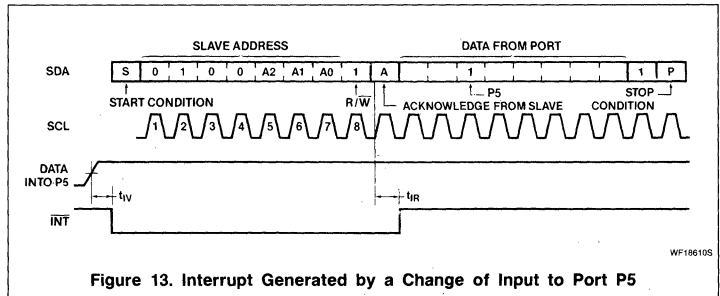 SLAVE ADDRESS DATA FROM PORT
SDA S 0 1 0 0 A2 A1 A0 1 A 1 1 P
START CONDITION R/W P5 STOP
ACKNOWLEDGE FROM SLAVE CONDITION
SCL 1 2 3 4 5 6 7 8
DATA
INTO P5
tIV tIR
INT
WF18610S
Figure 13. Interrupt Generated by a Change of Input to Port P5